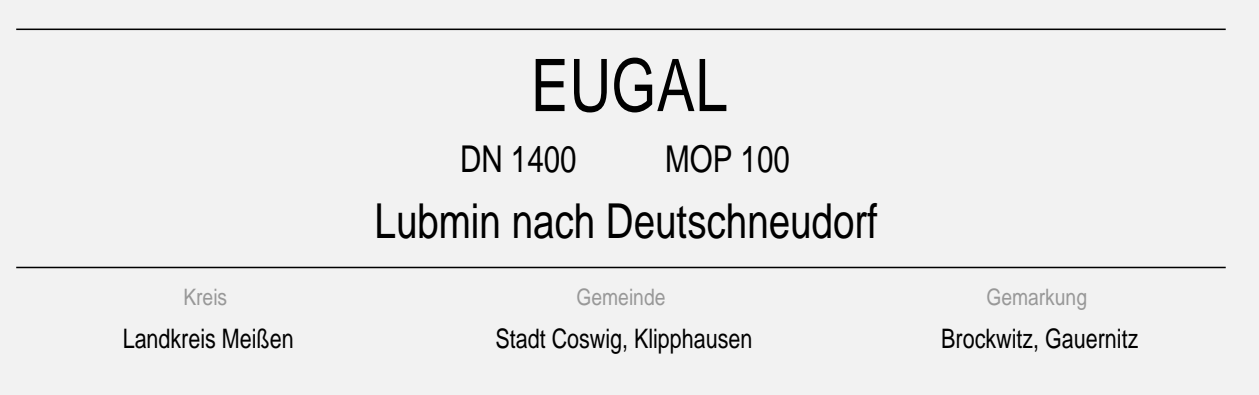 EUGAL
DN 1400 MOP 100
Lubmin nach Deutschneudorf
Kreis Gemeinde Gemarkung
Landkreis Meißen Stadt Coswig, Klipphausen Brockwitz, Gauernitz